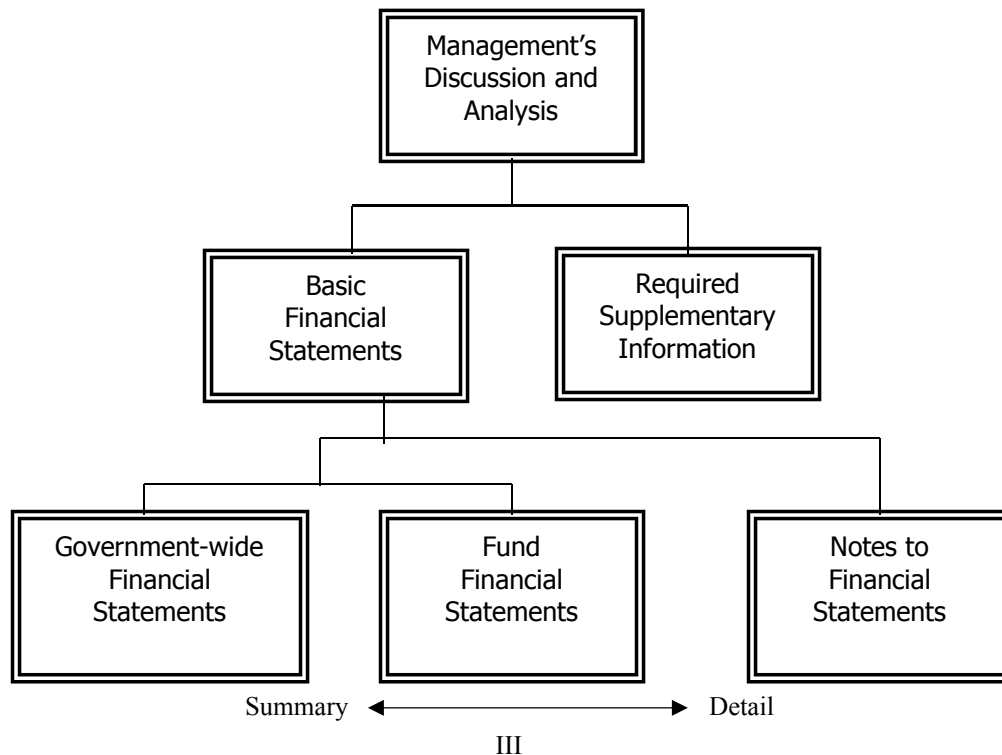 Management’s
Discussion and
Analysis
Basic
Financial
Statements
Required
Supplementary
Information
Government-wide
Financial
Statements
Fund
Financial
Statements
Notes to
Financial
Statements
Summary
Detail
III